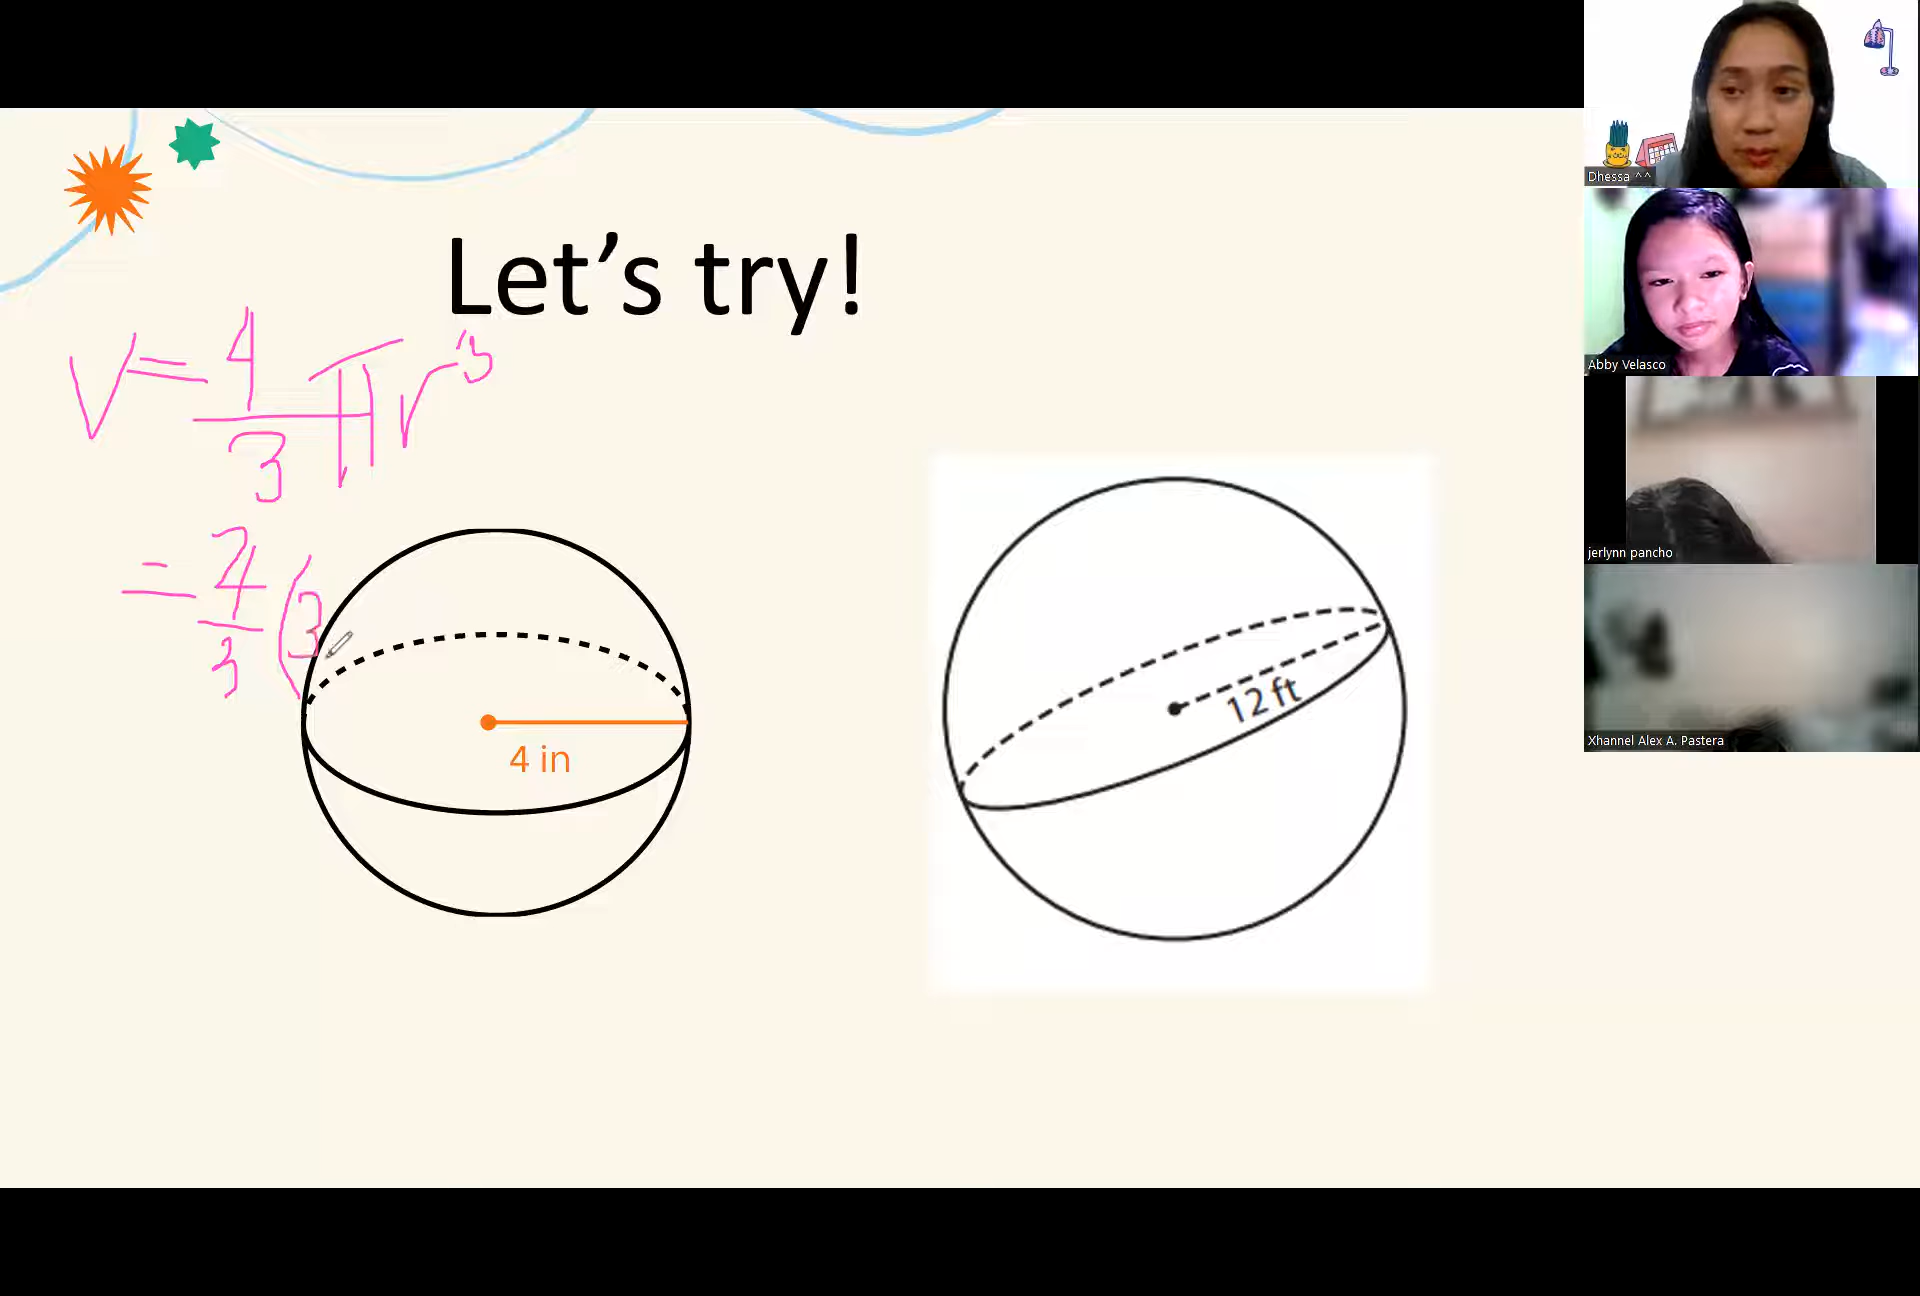 Let's try!
V = 4/3 πr³
= 4/3 (3
4 in
12 ft
Dhessa ^^
Abby Velasco
jerlynn pancho
Xhannel Alex A. Pastera